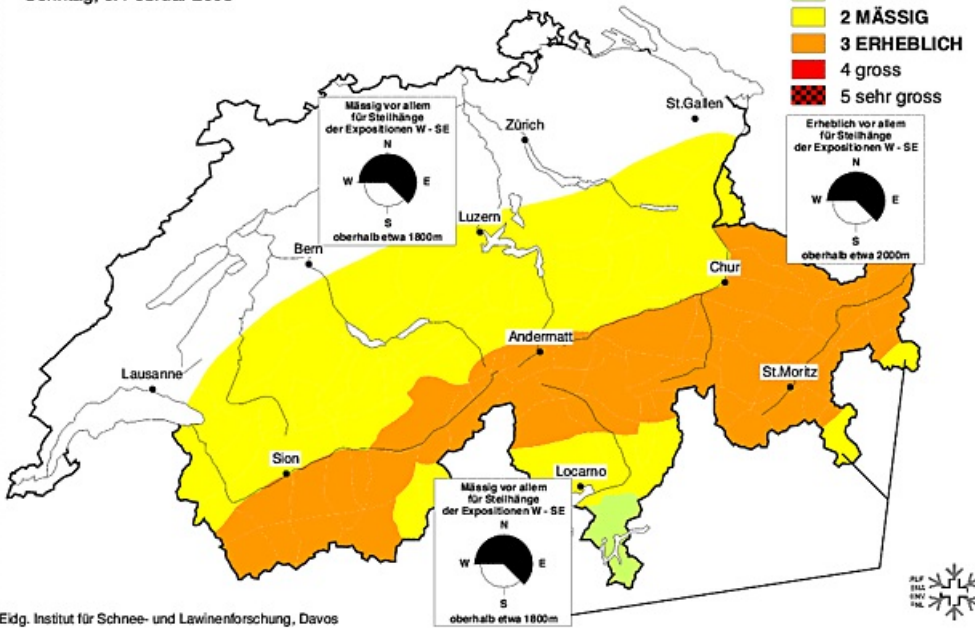 2 MÄSSIG
3 ERHEBLICH
4 gross
5 sehr gross
Mässig vor allem
für Steilhänge
der Expositionen W - SE
N
W E
S
oberhalb etwa 1800m
Erheblich vor allem
für Steilhänge
der Expositionen W - SE
N
W E
S
oberhalb etwa 2000m
St.Gallen
Zürich
Luzern
Bern
Chur
Andermatt
Lausanne
St.Moritz
Sion
Locarno
Mässig vor allem
für Steilhänge
der Expositionen W - SE
N
W E
S
oberhalb etwa 1800m
SLF
ENV
SNL
Eidg. Institut für Schnee- und Lawinenforschung, Davos